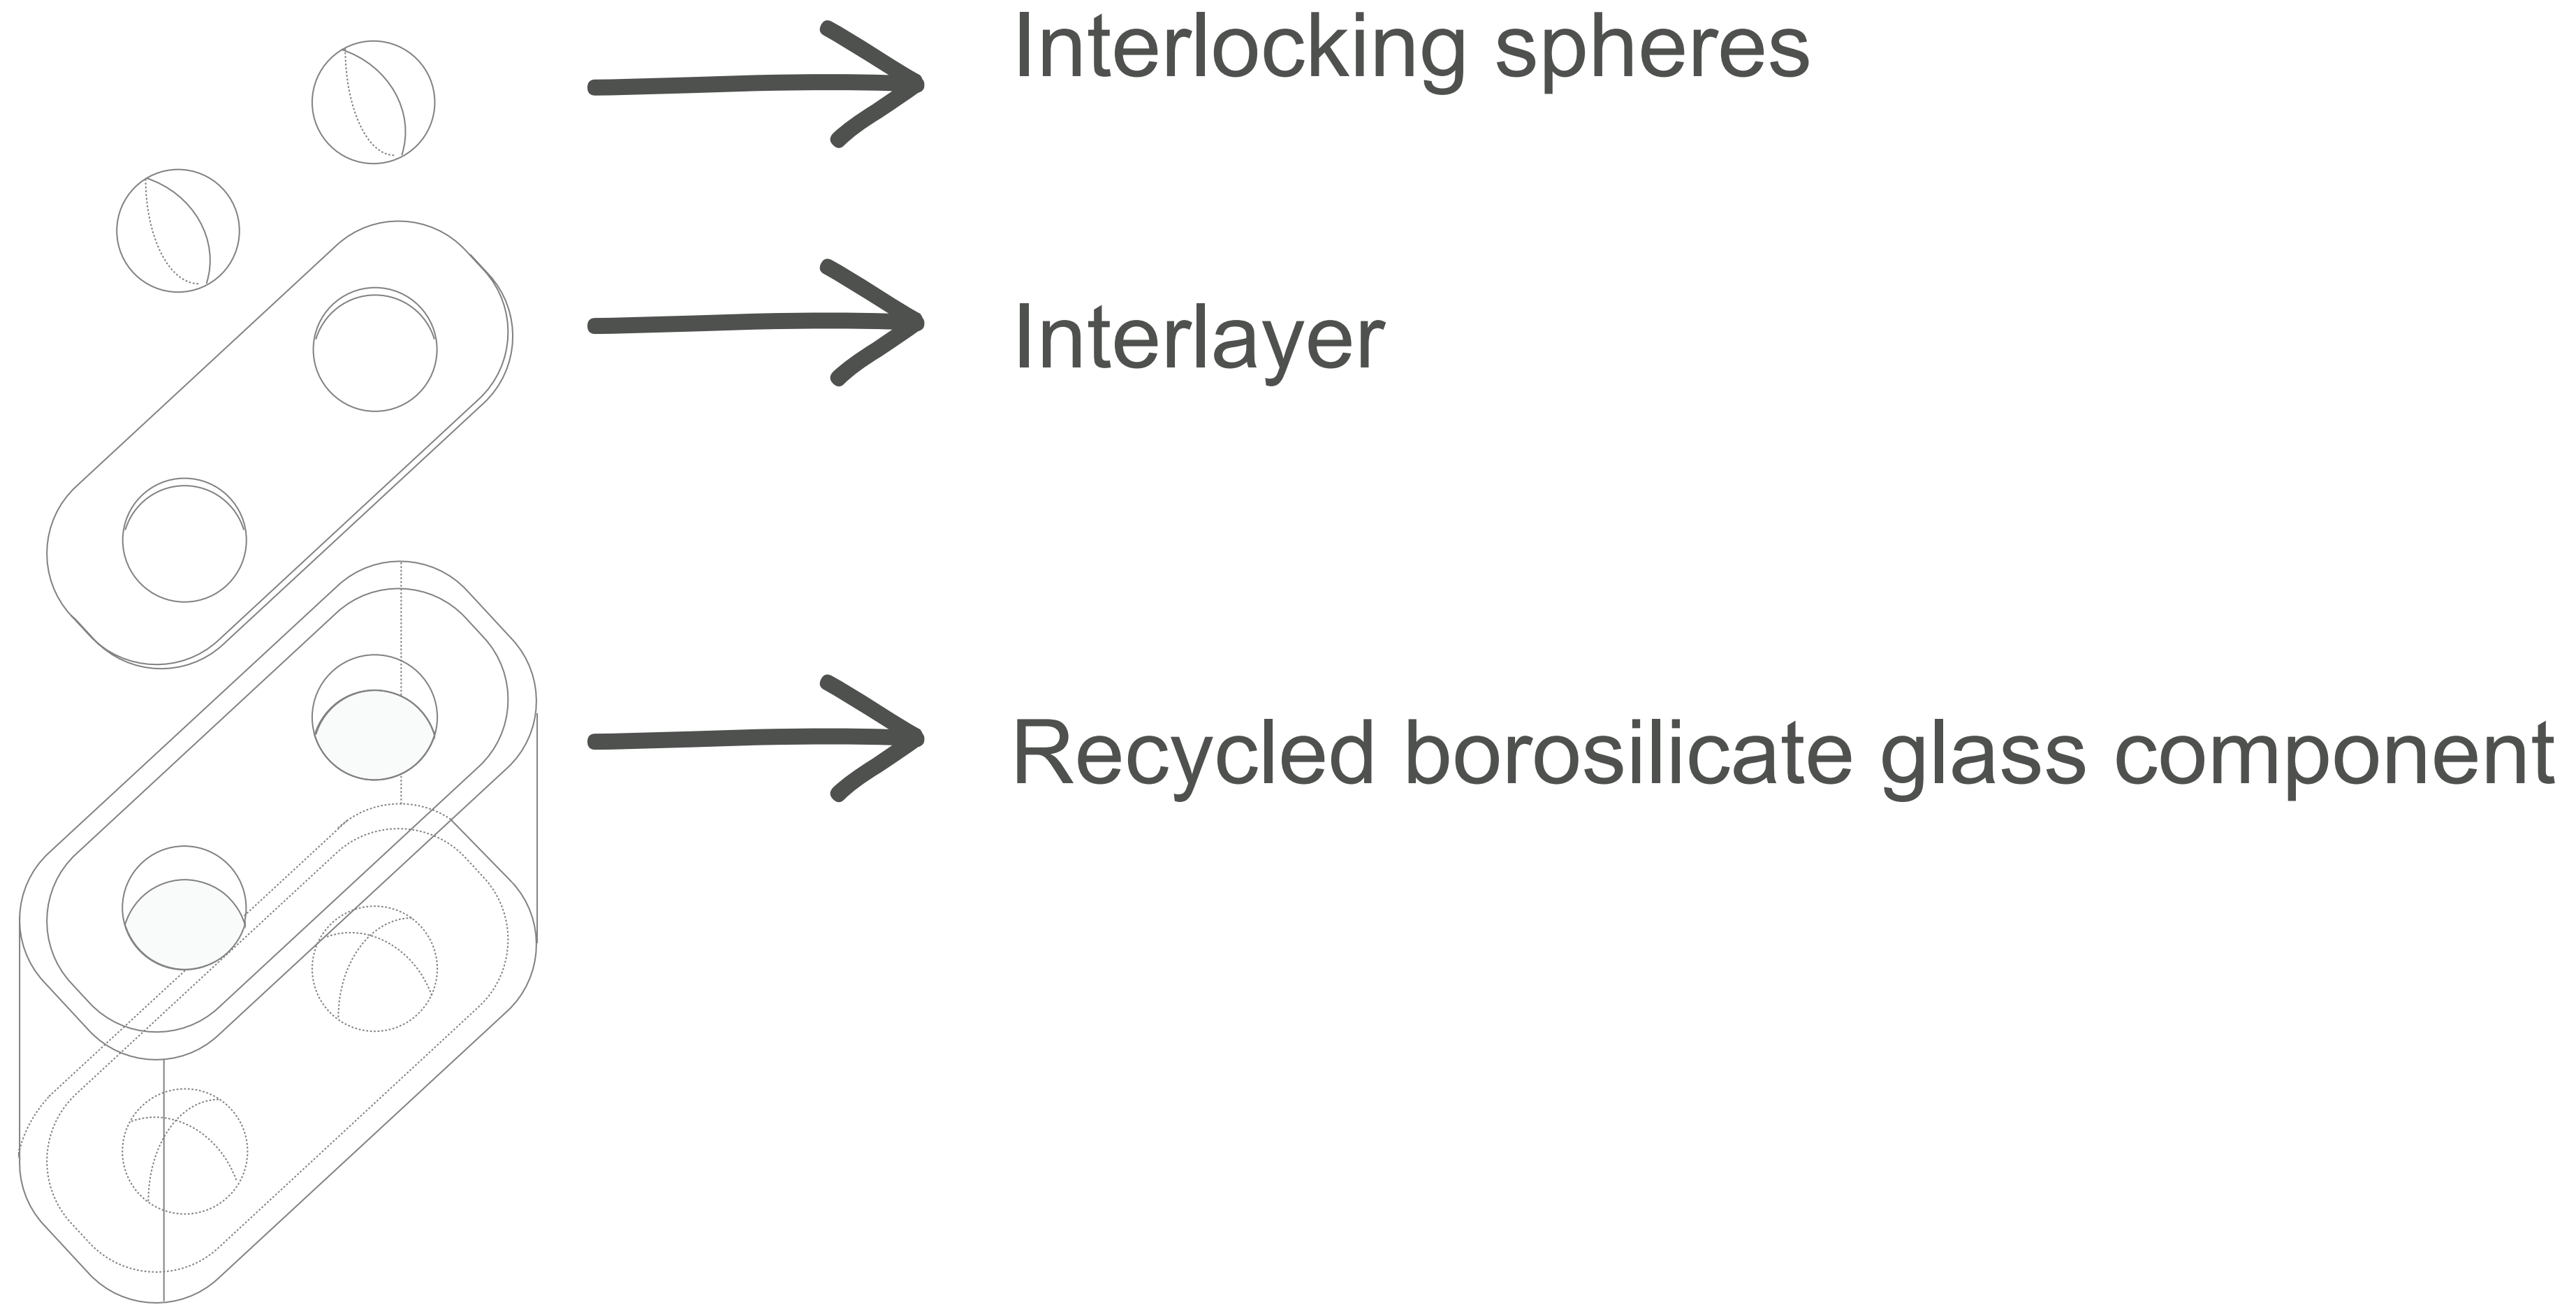 Interlocking spheres
Interlayer
Recycled borosilicate glass component